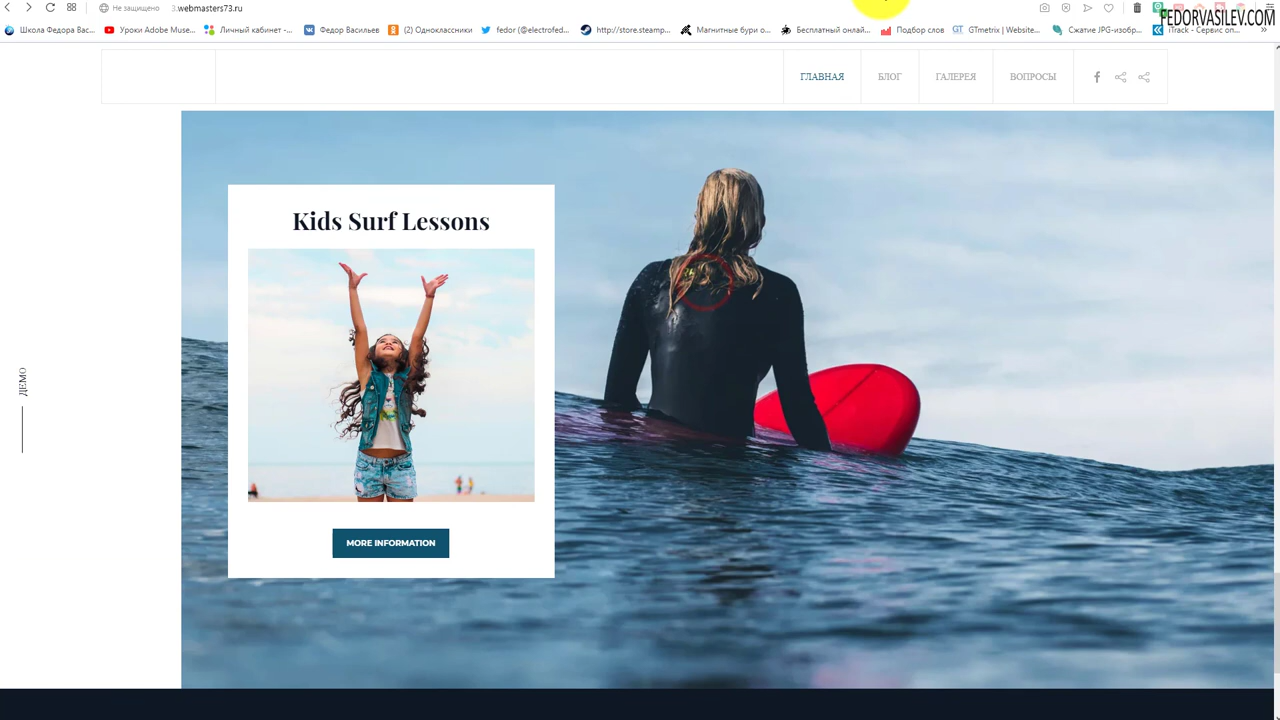 Не защищено
3.webmasters73.ru
FEDORVASILEV.COM
Школа Федора Вас...
Уроки Adobe Muse...
Личный кабинет -...
Федор Васильев
(2) Одноклассники
fedor (@electrofed...
http://store.steamp...
Магнитные бури о...
Бесплатный онлай...
Подбор слов
GT
GTmetrix | Website...
Сжатие JPG-изобр...
iTrack - Сервис оп...
ГЛАВНАЯ
БЛОГ
ГАЛЕРЕЯ
ВОПРОСЫ
Kids Surf Lessons
ДЕМО
MORE INFORMATION